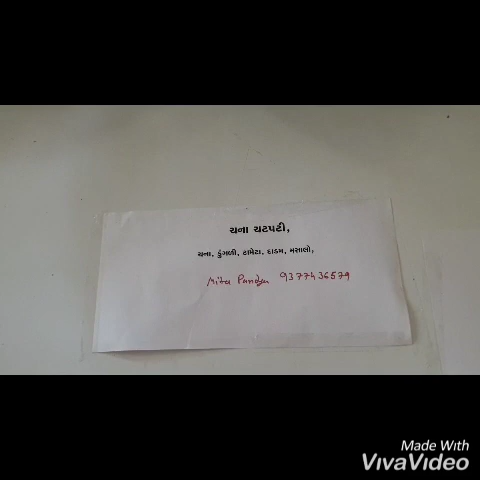 ચના ચટપટી,
ચના, ડુંગળી, ટામેટા, દાડમ, મસાલો,
Mita Pandya 9377436579
Made With
VivaVideo